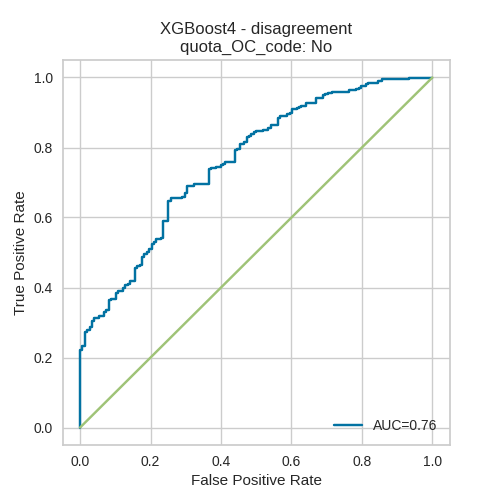 XGBoost4 - disagreement
quota_OC_code: No
1.0
0.8
0.6
0.4
0.2
0.0
True Positive Rate
AUC=0.76
0.0 0.2 0.4 0.6 0.8 1.0
False Positive Rate